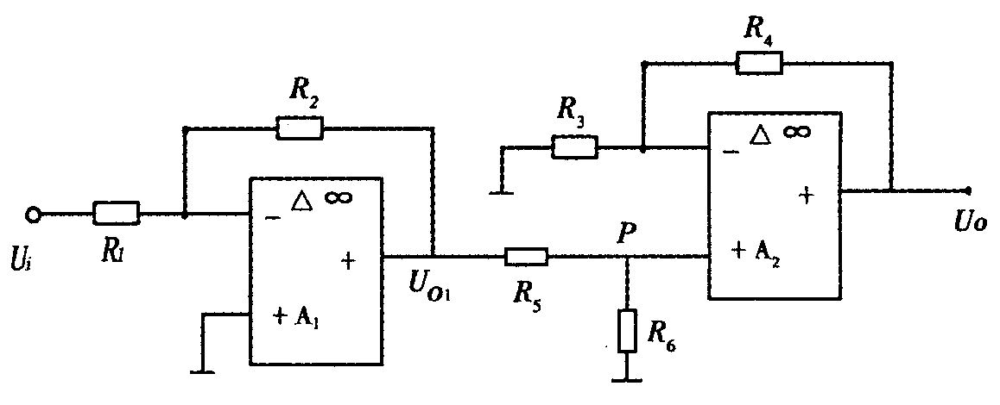 R4
R2
R3
△ ∞
-
+
Uo
△ ∞
-
Ui
R1
+
P
+ A2
UO1
R5
+ A1
R6